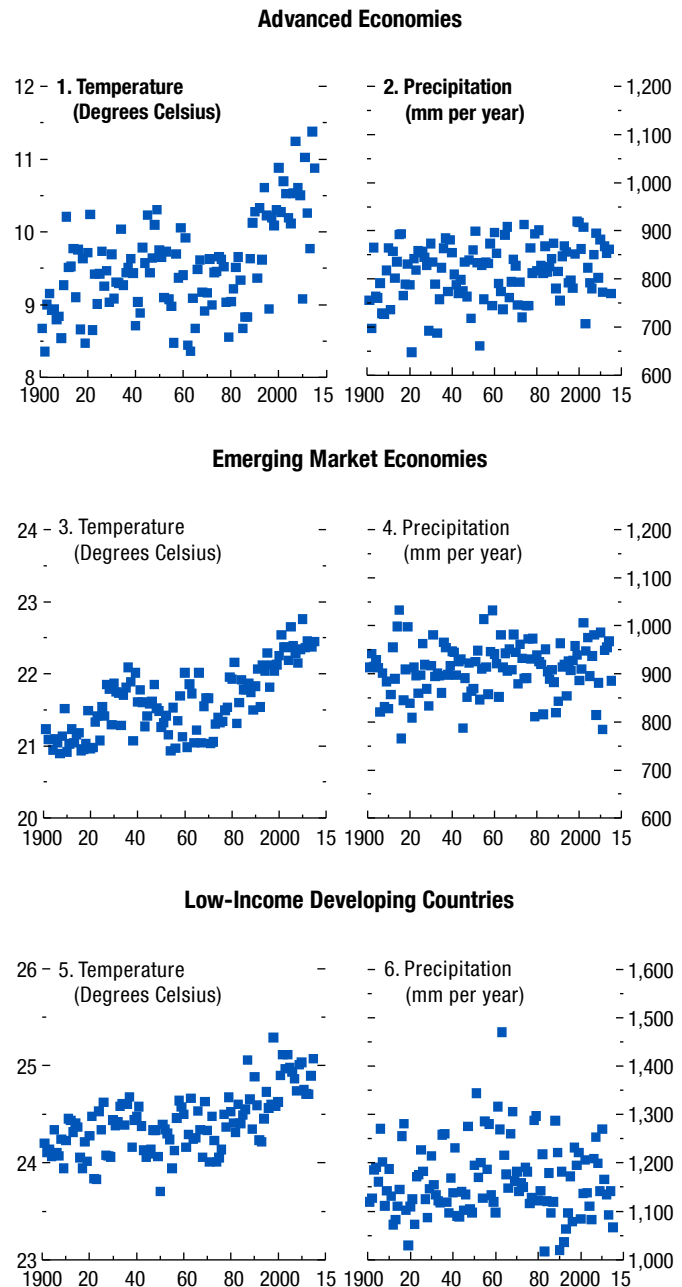 Advanced Economies
1. Temperature
(Degrees Celsius)
2. Precipitation
(mm per year)
12
11
10
9
8
1,200
1,100
1,000
900
800
700
600
1900 20 40 60 80 2000 15
1900 20 40 60 80 2000 15
Emerging Market Economies
3. Temperature
(Degrees Celsius)
4. Precipitation
(mm per year)
24
23
22
21
20
1,200
1,100
1,000
900
800
700
600
1900 20 40 60 80 2000 15
1900 20 40 60 80 2000 15
Low-Income Developing Countries
5. Temperature
(Degrees Celsius)
6. Precipitation
(mm per year)
26
25
24
23
1,600
1,500
1,400
1,300
1,200
1,100
1,000
1900 20 40 60 80 2000 15
1900 20 40 60 80 2000 15